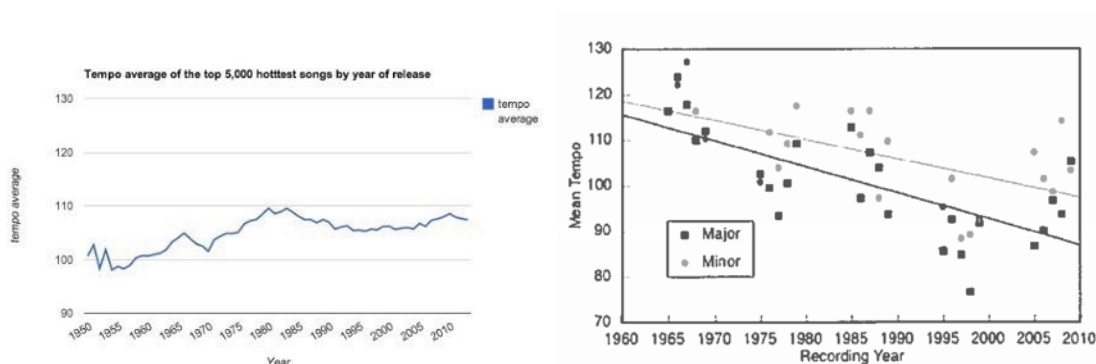 Tempo average of the top 5,000 hotttest songs by year of release
130
120
110
100
90
tempo average
1950
1955
1960
1965
1970
1975
1980
1985
1990
1995
2000
2005
2010
Year
tempo
average
130
120
110
100
90
80
70
Mean Tempo
Major
Minor
1960 1965 1970 1975 1980 1985 1990 1995 2000 2005 2010
Recording Year